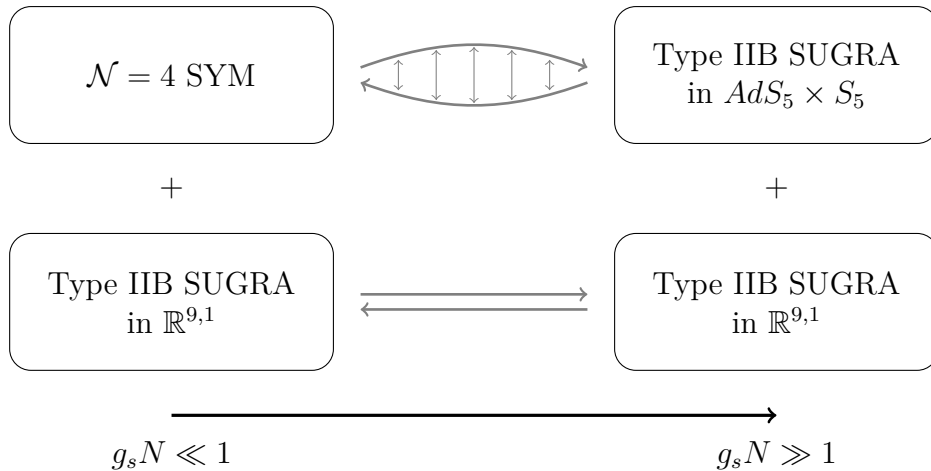 𝒩 = 4 SYM
Type IIB SUGRA
in AdS₅ × S₅
+
+
Type IIB SUGRA
in ℝ⁹,¹
Type IIB SUGRA
in ℝ⁹,¹
gₛN ≪ 1
gₛN ≫ 1